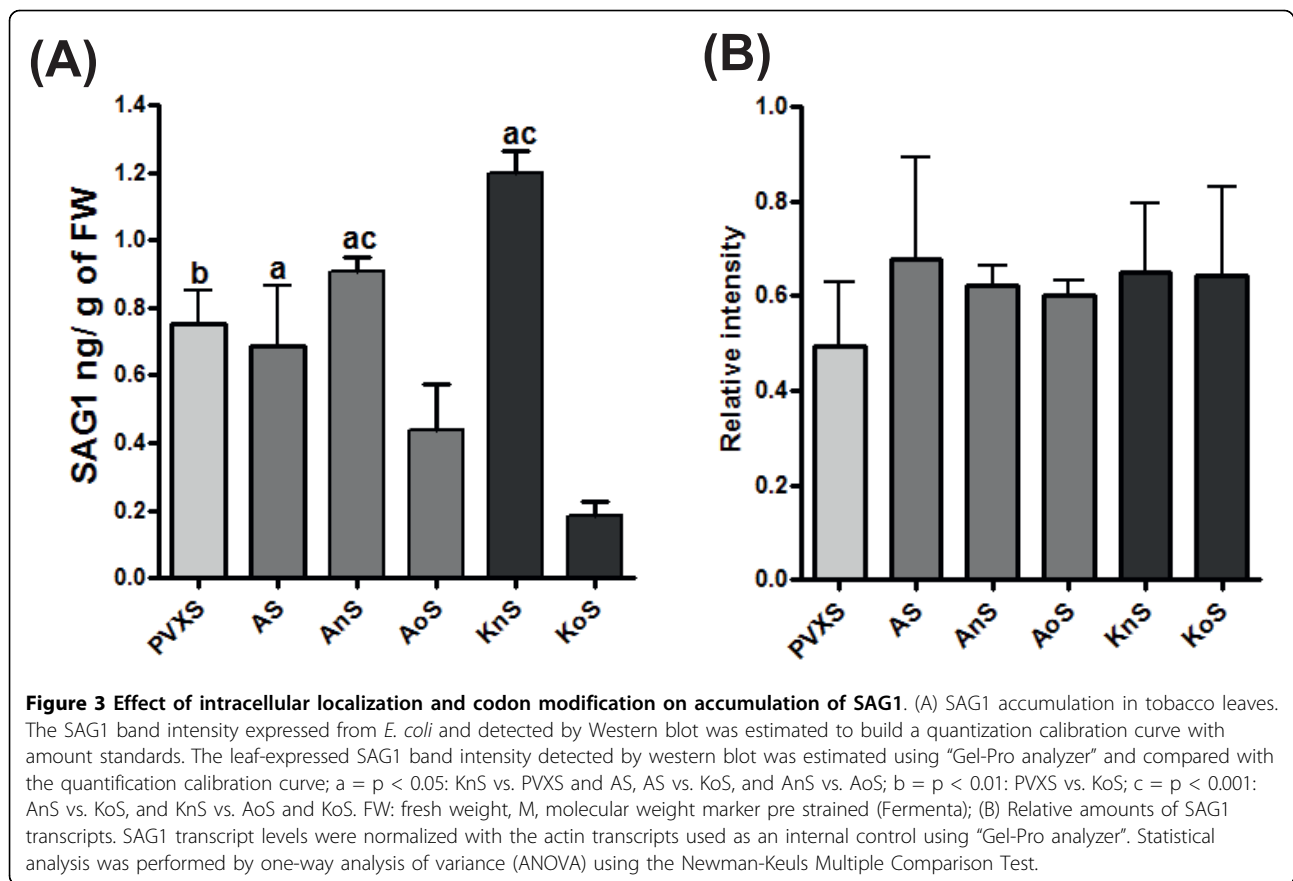 (A)
SAG1 ng/ g of FW
1.4
1.2
1.0
0.8
0.6
0.4
0.2
0.0
b
a
ac
ac
PVXS
AS
AnS
AoS
KnS
KoS
(B)
Relative intensity
1.0
0.8
0.6
0.4
0.2
0.0
PVXS
AS
AnS
AoS
KnS
KoS
Figure 3 Effect of intracellular localization and codon modification on accumulation of SAG1. (A) SAG1 accumulation in tobacco leaves.
The SAG1 band intensity expressed from E. coli and detected by Western blot was estimated to build a quantization calibration curve with
amount standards. The leaf-expressed SAG1 band intensity detected by western blot was estimated using “Gel-Pro analyzer” and compared with
the quantification calibration curve; a = p < 0.05: KnS vs. PVXS and AS, AS vs. KoS, and AnS vs. AoS; b = p < 0.01: PVXS vs. KoS; c = p < 0.001:
AnS vs. KoS, and KnS vs. AoS and KoS. FW: fresh weight, M, molecular weight marker pre strained (Fermenta); (B) Relative amounts of SAG1
transcripts. SAG1 transcript levels were normalized with the actin transcripts used as an internal control using “Gel-Pro analyzer”. Statistical
analysis was performed by one-way analysis of variance (ANOVA) using the Newman-Keuls Multiple Comparison Test.